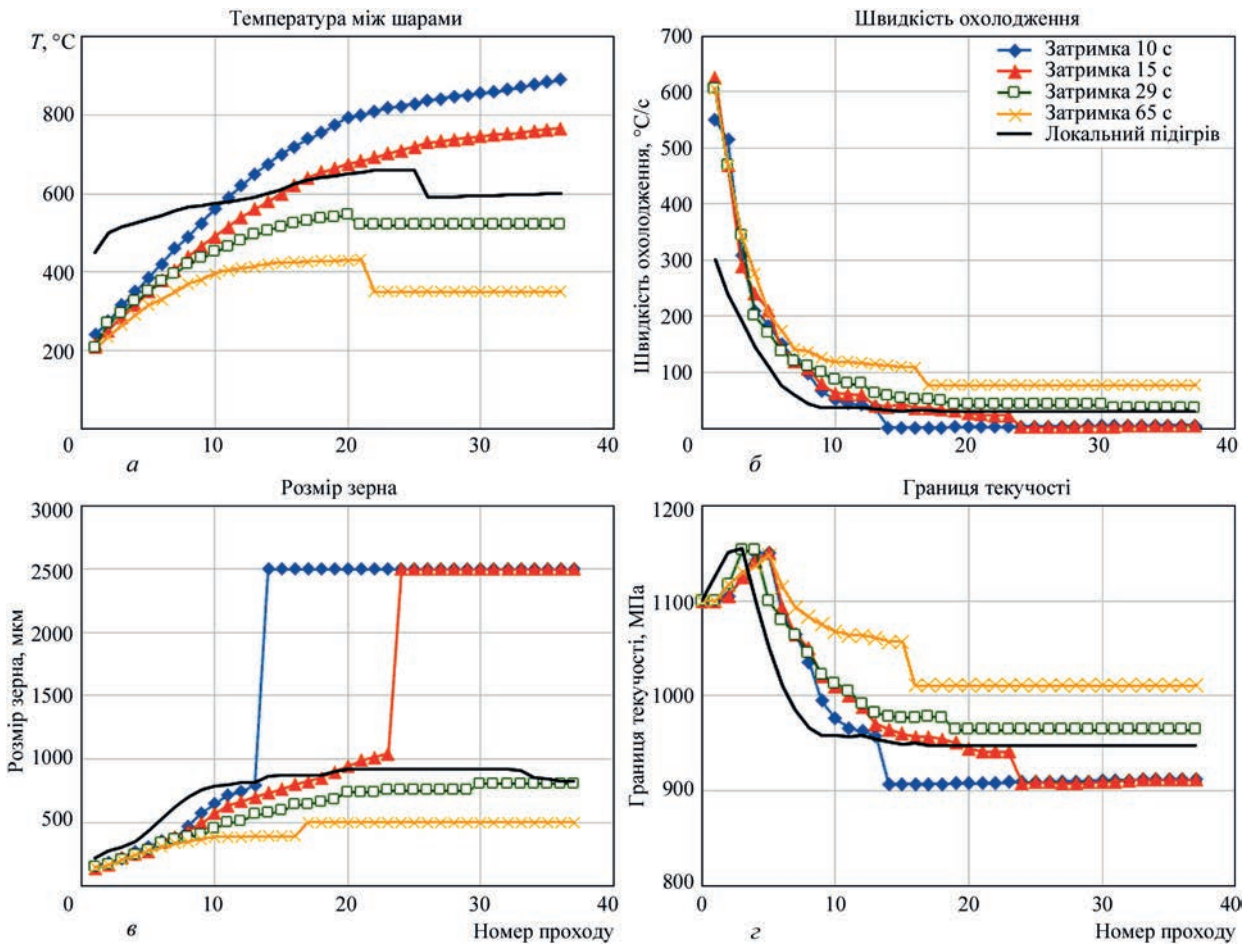 Температура між шарами
T, °C
800
600
400
200
0
10
20
30
40
а
Швидкість охолодження
700
600
500
400
300
200
100
0
10
20
30
40
Швидкість охолодження, °C/с
Затримка 10 с
Затримка 15 с
Затримка 29 с
Затримка 65 с
Локальний підігрів
б
Розмір зерна
3000
2500
2000
1500
1000
500
0
10
20
30
40
Розмір зерна, мкм
в
Номер проходу
Границя текучості
1200
1100
1000
900
800
0
10
20
30
40
Границя текучості, МПа
г
Номер проходу